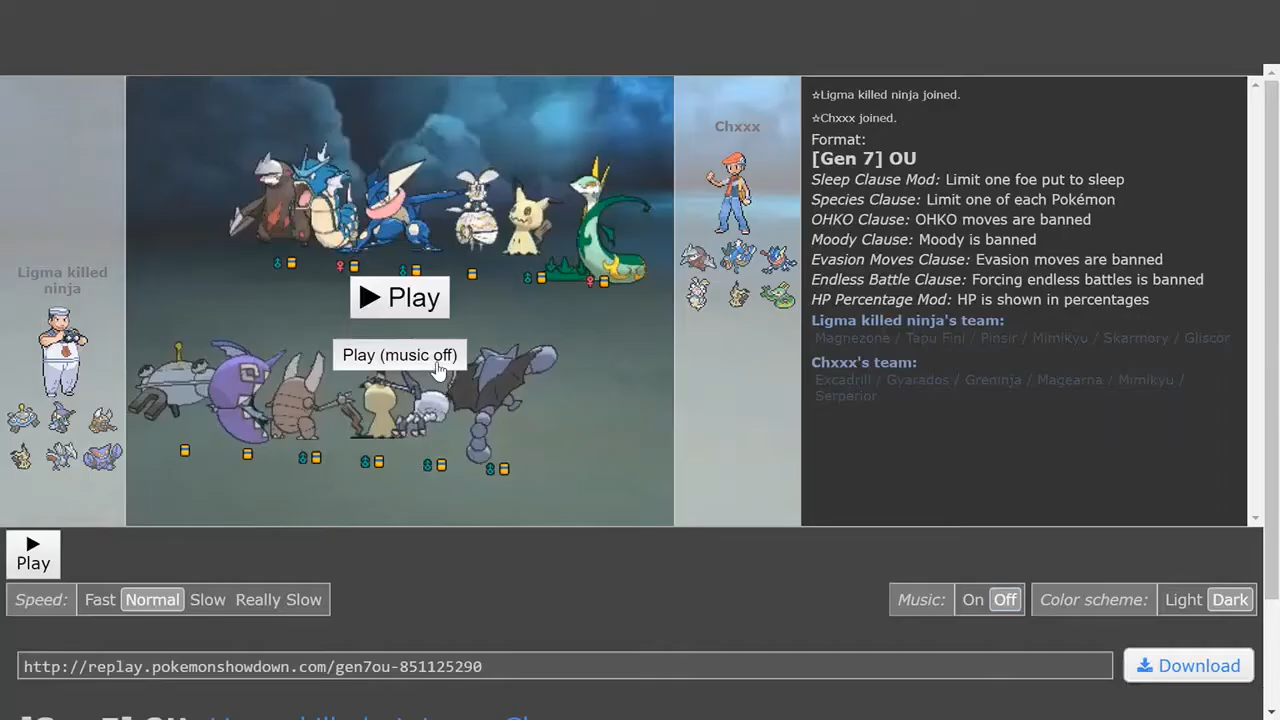 Ligma killed
ninja
Chxxx
▶ Play
Play (music off)
☆Ligma killed ninja joined.
☆Chxxx joined.
Format:
[Gen 7] OU
Sleep Clause Mod: Limit one foe put to sleep
Species Clause: Limit one of each Pokémon
OHKO Clause: OHKO moves are banned
Moody Clause: Moody is banned
Evasion Moves Clause: Evasion moves are banned
Endless Battle Clause: Forcing endless battles is banned
HP Percentage Mod: HP is shown in percentages
Ligma killed ninja's team:
Magnezone / Tapu Fini / Pinsir / Mimikyu / Skarmory / Gliscor
Chxxx's team:
Excadrill / Gyarados / Greninja / Magearna / Mimikyu /
Serperior
▶
Play
Speed: Fast Normal Slow Really Slow
Music: On Off
Color scheme: Light Dark
http://replay.pokemonshowdown.com/gen7ou-851125290
Download